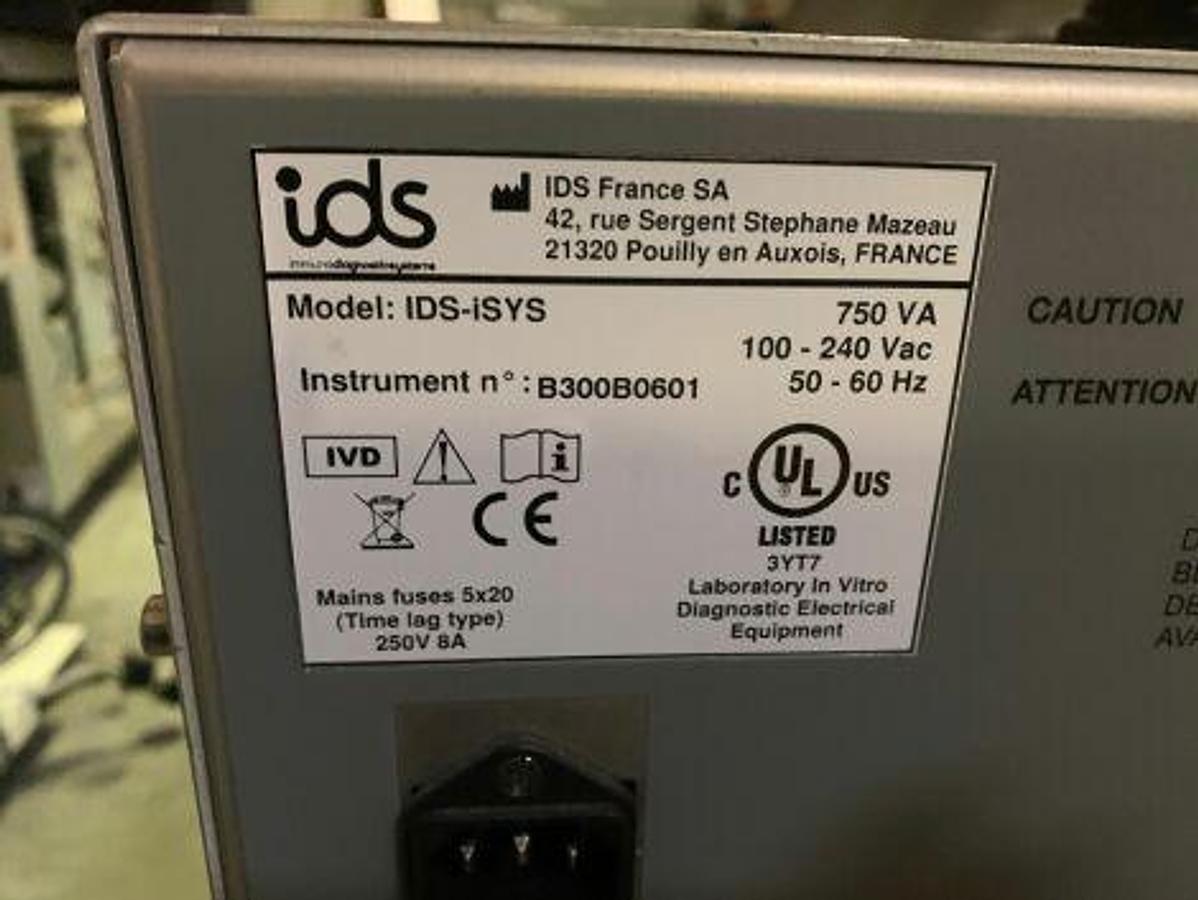 ids
immunodiagnosticsystems
IDS France SA
42, rue Sergent Stephane Mazeau
21320 Pouilly en Auxois, FRANCE
Model: IDS-iSYS
750 VA
100 - 240 Vac
50 - 60 Hz
Instrument n° : B300B0601
IVD
i
CE
C UL US
LISTED
3YT7
Laboratory In Vitro
Diagnostic Electrical
Equipment
Mains fuses 5x20
(Time lag type)
250V 8A
CAUTION
ATTENTION